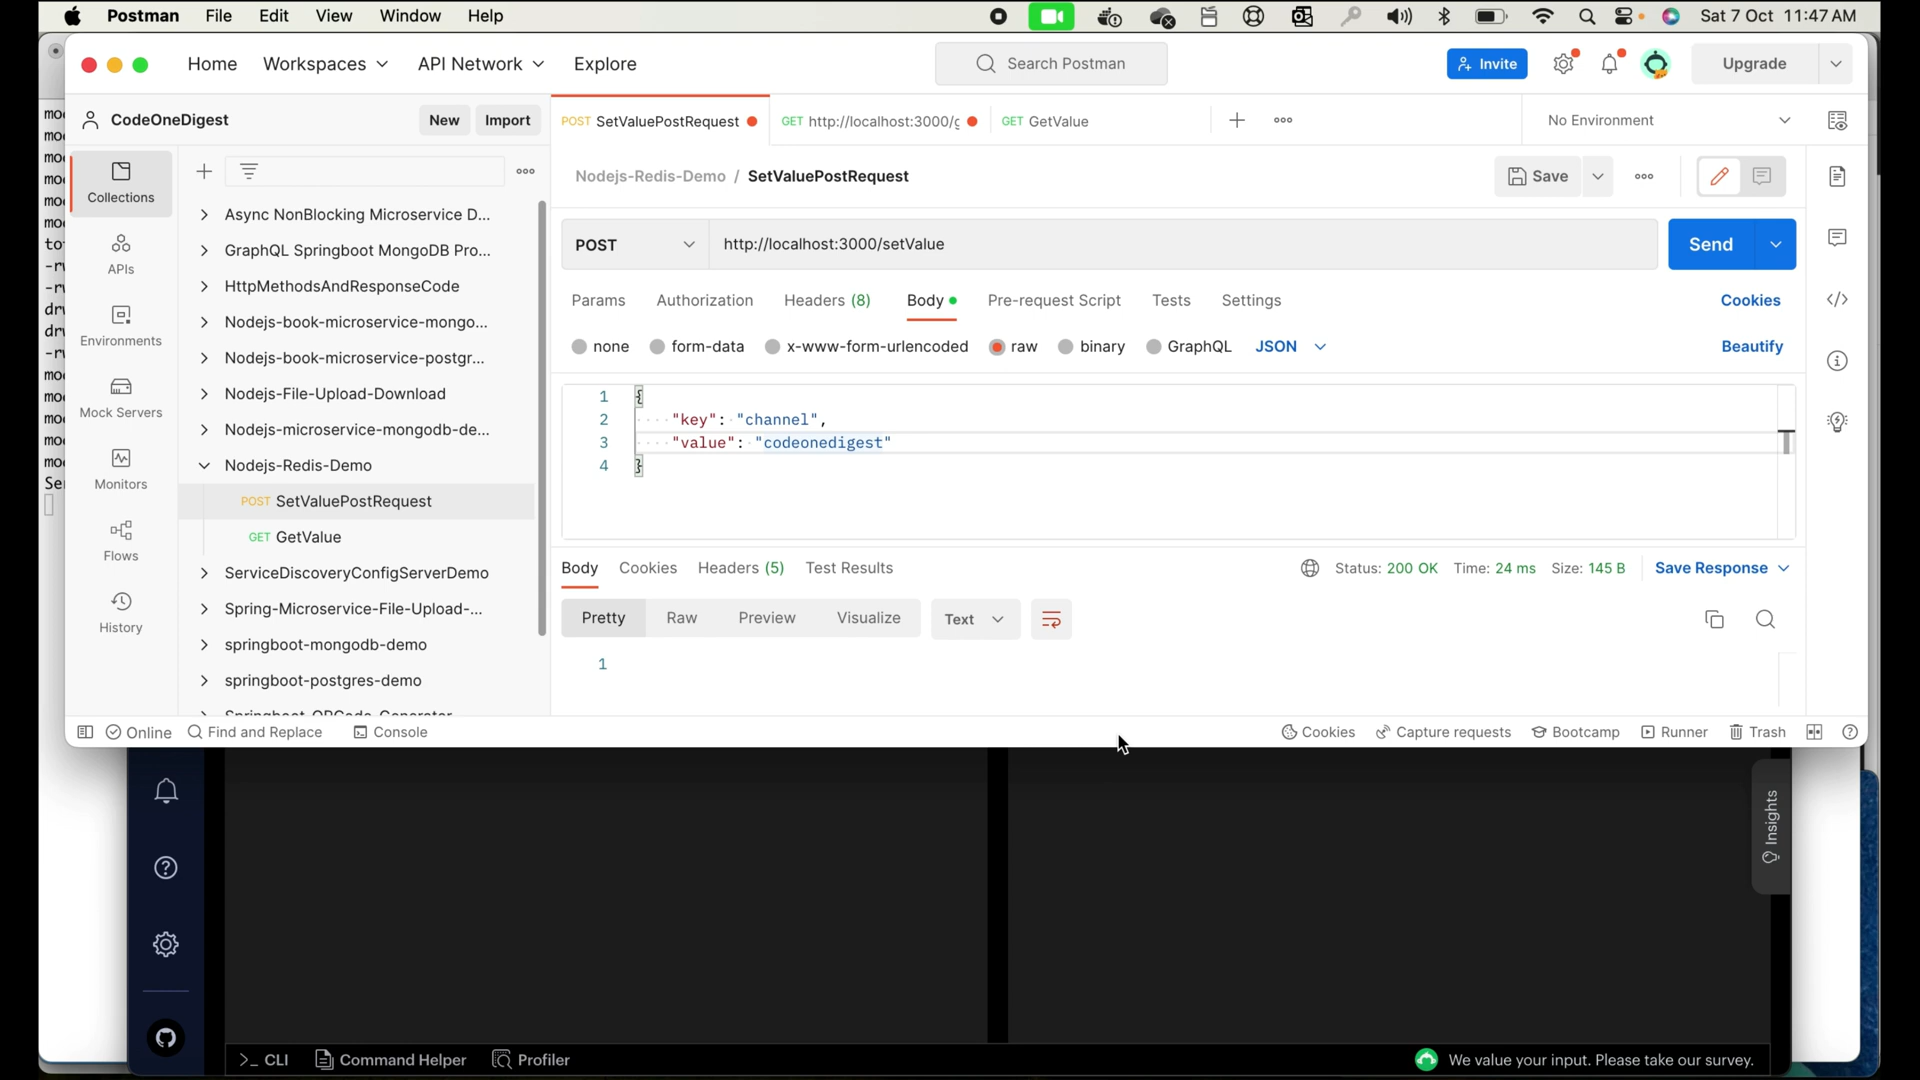 Postman File Edit View Window Help Sat 7 Oct 11:47 AM
Home Workspaces API Network Explore Search Postman Invite Upgrade
CodeOneDigest New Import POST SetValuePostRequest GET http://localhost:3000/g GET GetValue No Environment
Nodejs-Redis-Demo / SetValuePostRequest Save
Collections
APIs
Environments
Mock Servers
Monitors
Flows
History
Async NonBlocking Microservice D...
GraphQL Springboot MongoDB Pro...
HttpMethodsAndResponseCode
Nodejs-book-microservice-mongo...
Nodejs-book-microservice-postgr...
Nodejs-File-Upload-Download
Nodejs-microservice-mongodb-de...
Nodejs-Redis-Demo
POST SetValuePostRequest
GET GetValue
ServiceDiscoveryConfigServerDemo
Spring-Microservice-File-Upload-...
springboot-mongodb-demo
springboot-postgres-demo
POST http://localhost:3000/setValue Send
Params Authorization Headers (8) Body Pre-request Script Tests Settings Cookies
none form-data x-www-form-urlencoded raw binary GraphQL JSON Beautify
1 {
2 "key": "channel",
3 "value": "codeonedigest"
4 }
Body Cookies Headers (5) Test Results Status: 200 OK Time: 24 ms Size: 145 B Save Response
Pretty Raw Preview Visualize Text
1
Online Find and Replace Console Cookies Capture requests Bootcamp Runner Trash
Insights
>_ CLI Command Helper Profiler We value your input. Please take our survey.